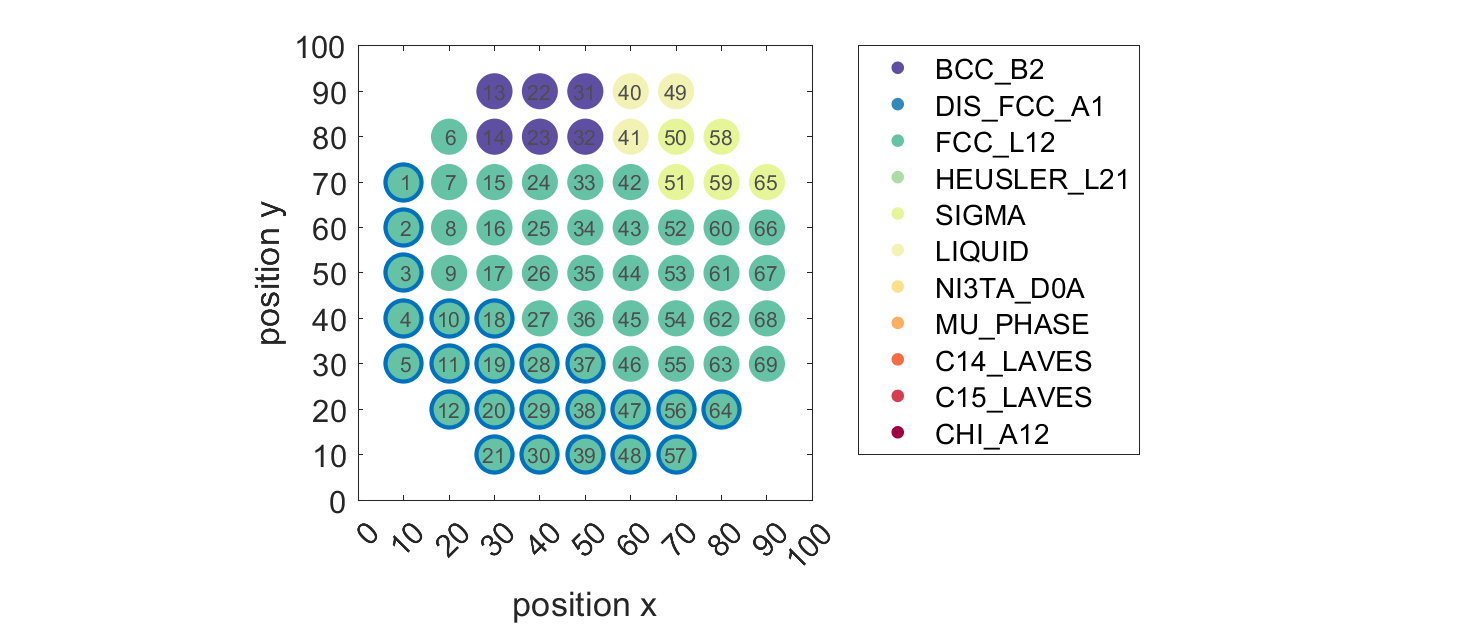 100
90
80
70
60
50
40
30
20
10
0
position y
13 22 31 40 49
6 14 23 32 41 50 58
1 7 15 24 33 42 51 59 65
2 8 16 25 34 43 52 60 66
3 9 17 26 35 44 53 61 67
4 10 18 27 36 45 54 62 68
5 11 19 28 37 46 55 63 69
12 20 29 38 47 56 64
21 30 39 48 57
0 10 20 30 40 50 60 70 80 90 100
position x
BCC_B2
DIS_FCC_A1
FCC_L12
HEUSLER_L21
SIGMA
LIQUID
NI3TA_D0A
MU_PHASE
C14_LAVES
C15_LAVES
CHI_A12